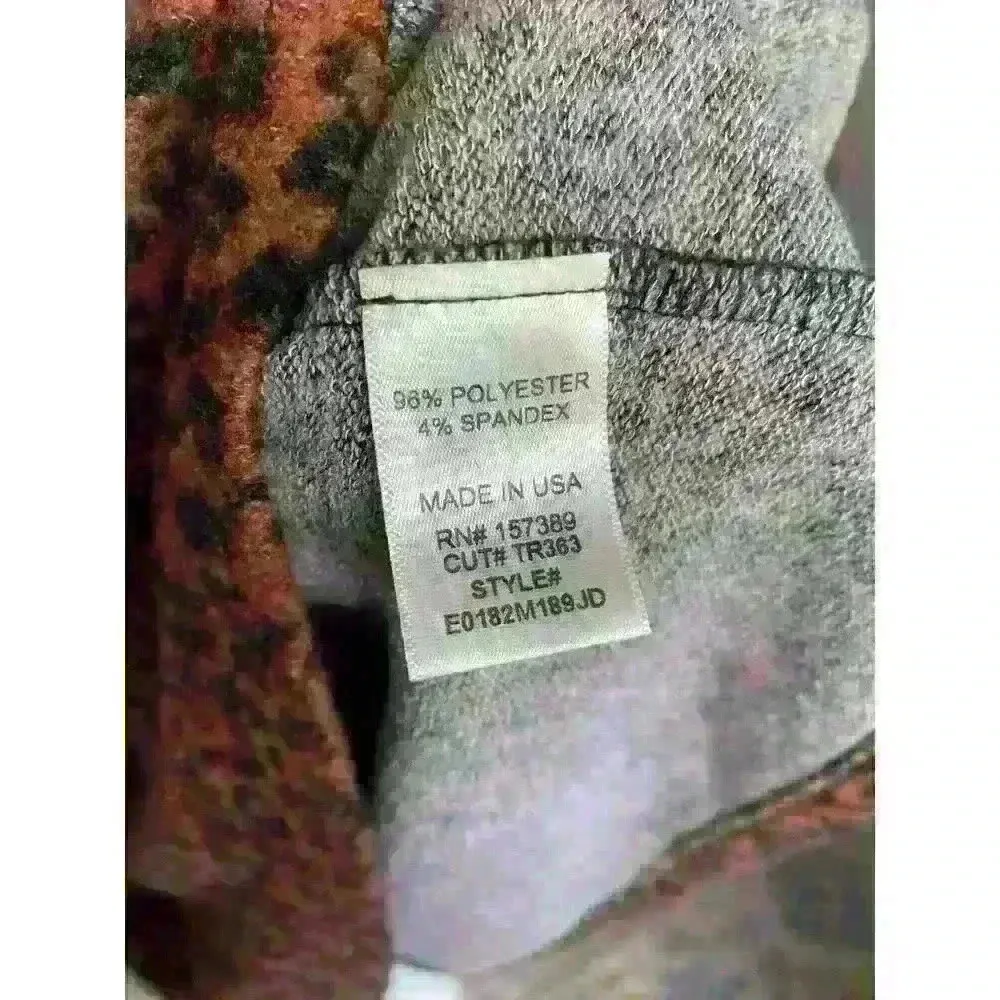 96% POLYESTER
4% SPANDEX
MADE IN USA
RN# 157389
CUT# TR363
STYLE#
E0182M189JD